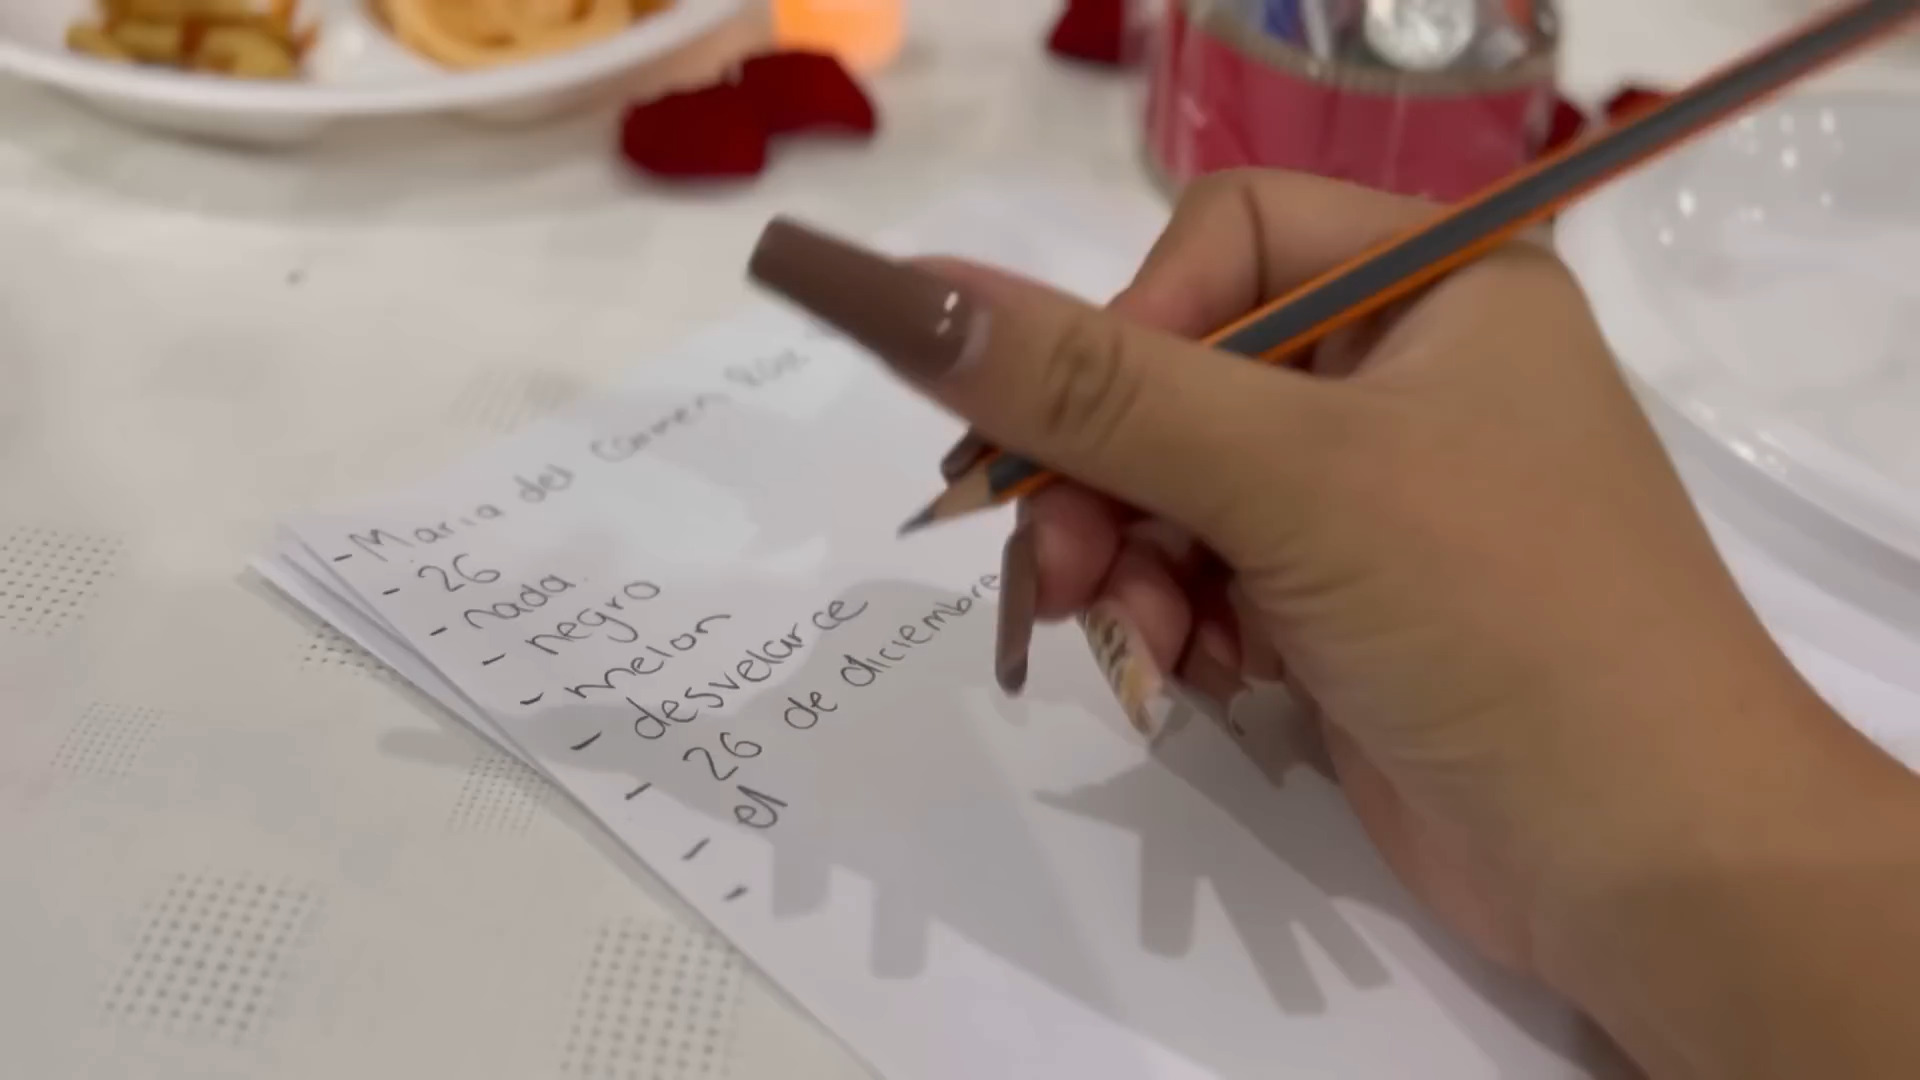 - Maria del Carmen
- 26
- nada
- negro
- melon
- desvelarce
- 26 de diciembre
- el
-